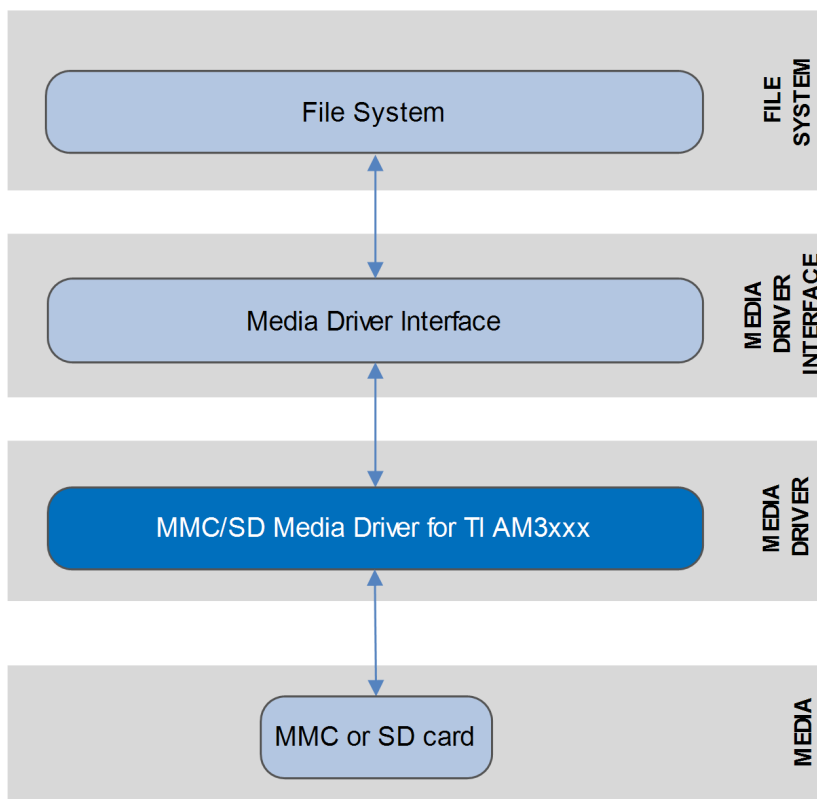 File System
FILE
SYSTEM
Media Driver Interface
MEDIA
DRIVER
INTERFACE
MMC/SD Media Driver for TI AM3xxx
MEDIA
DRIVER
MMC or SD card
MEDIA